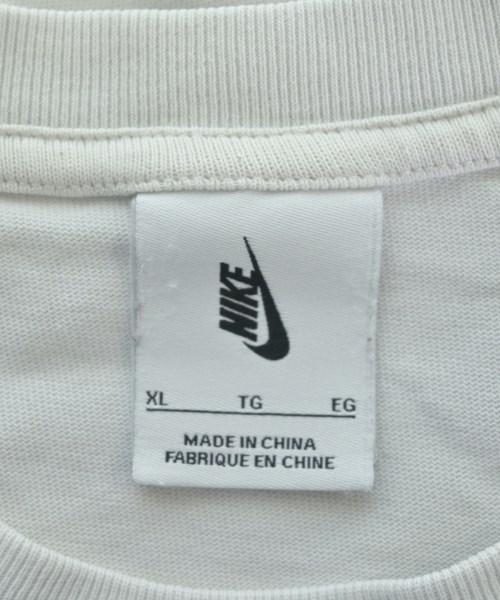 NIKE
XL TG EG
MADE IN CHINA
FABRIQUE EN CHINE